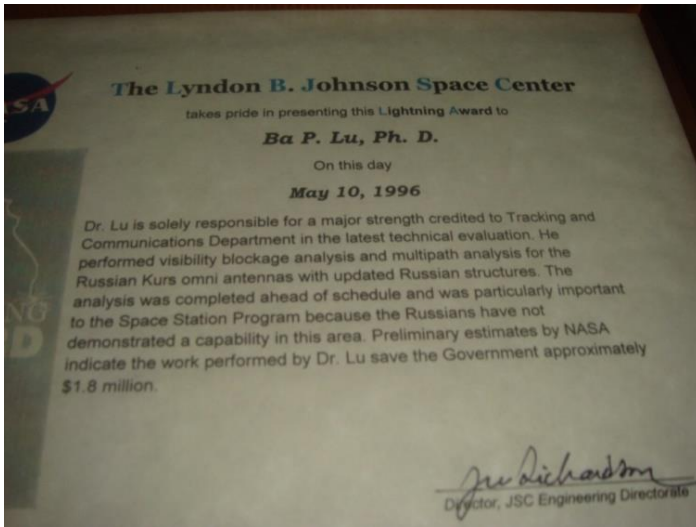 The Lyndon B. Johnson Space Center
takes pride in presenting this Lightning Award to
Ba P. Lu, Ph. D.
On this day
May 10, 1996
Dr. Lu is solely responsible for a major strength credited to Tracking and
Communications Department in the latest technical evaluation. He
performed visibility blockage analysis and multipath analysis for the
Russian Kurs omni antennas with updated Russian structures. The
analysis was completed ahead of schedule and was particularly important
to the Space Station Program because the Russians have not
demonstrated a capability in this area. Preliminary estimates by NASA
indicate the work performed by Dr. Lu save the Government approximately
$1.8 million.
Richardson
Director, JSC Engineering Directorate